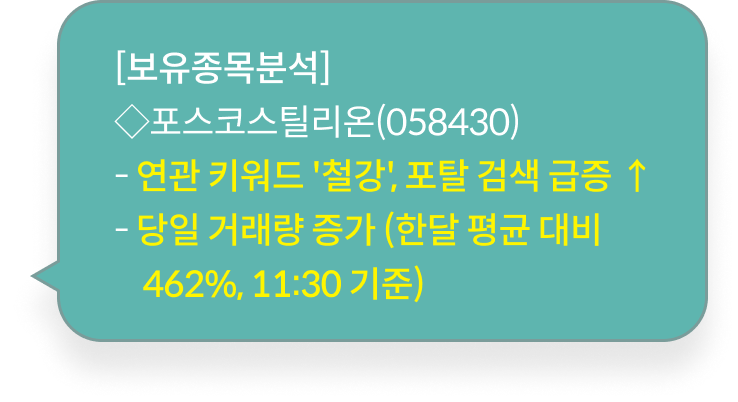 [보유종목분석]
◇포스코스틸리온(058430)
- 연관 키워드 '철강', 포탈 검색 급증 ↑
- 당일 거래량 증가 (한달 평균 대비
462%, 11:30 기준)